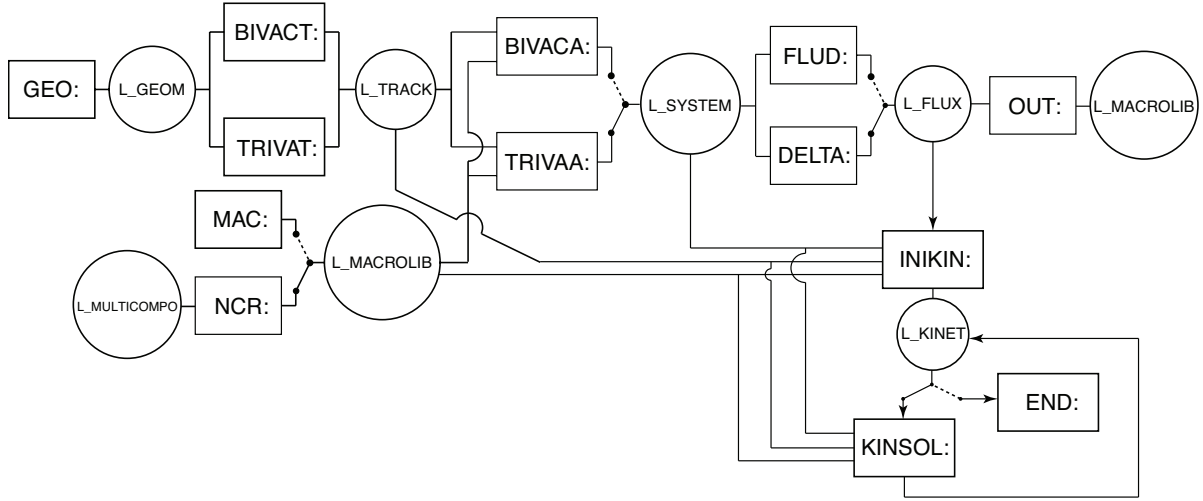 BIVACT:
BIVACA:
FLUD:
GEO:
L_GEOM
L_TRACK
L_SYSTEM
L_FLUX
OUT:
L_MACROLIB
TRIVAT:
TRIVAA:
DELTA:
MAC:
L_MACROLIB
INIKIN:
L_MULTICOMPO
NCR:
L_KINET
END:
KINSOL: